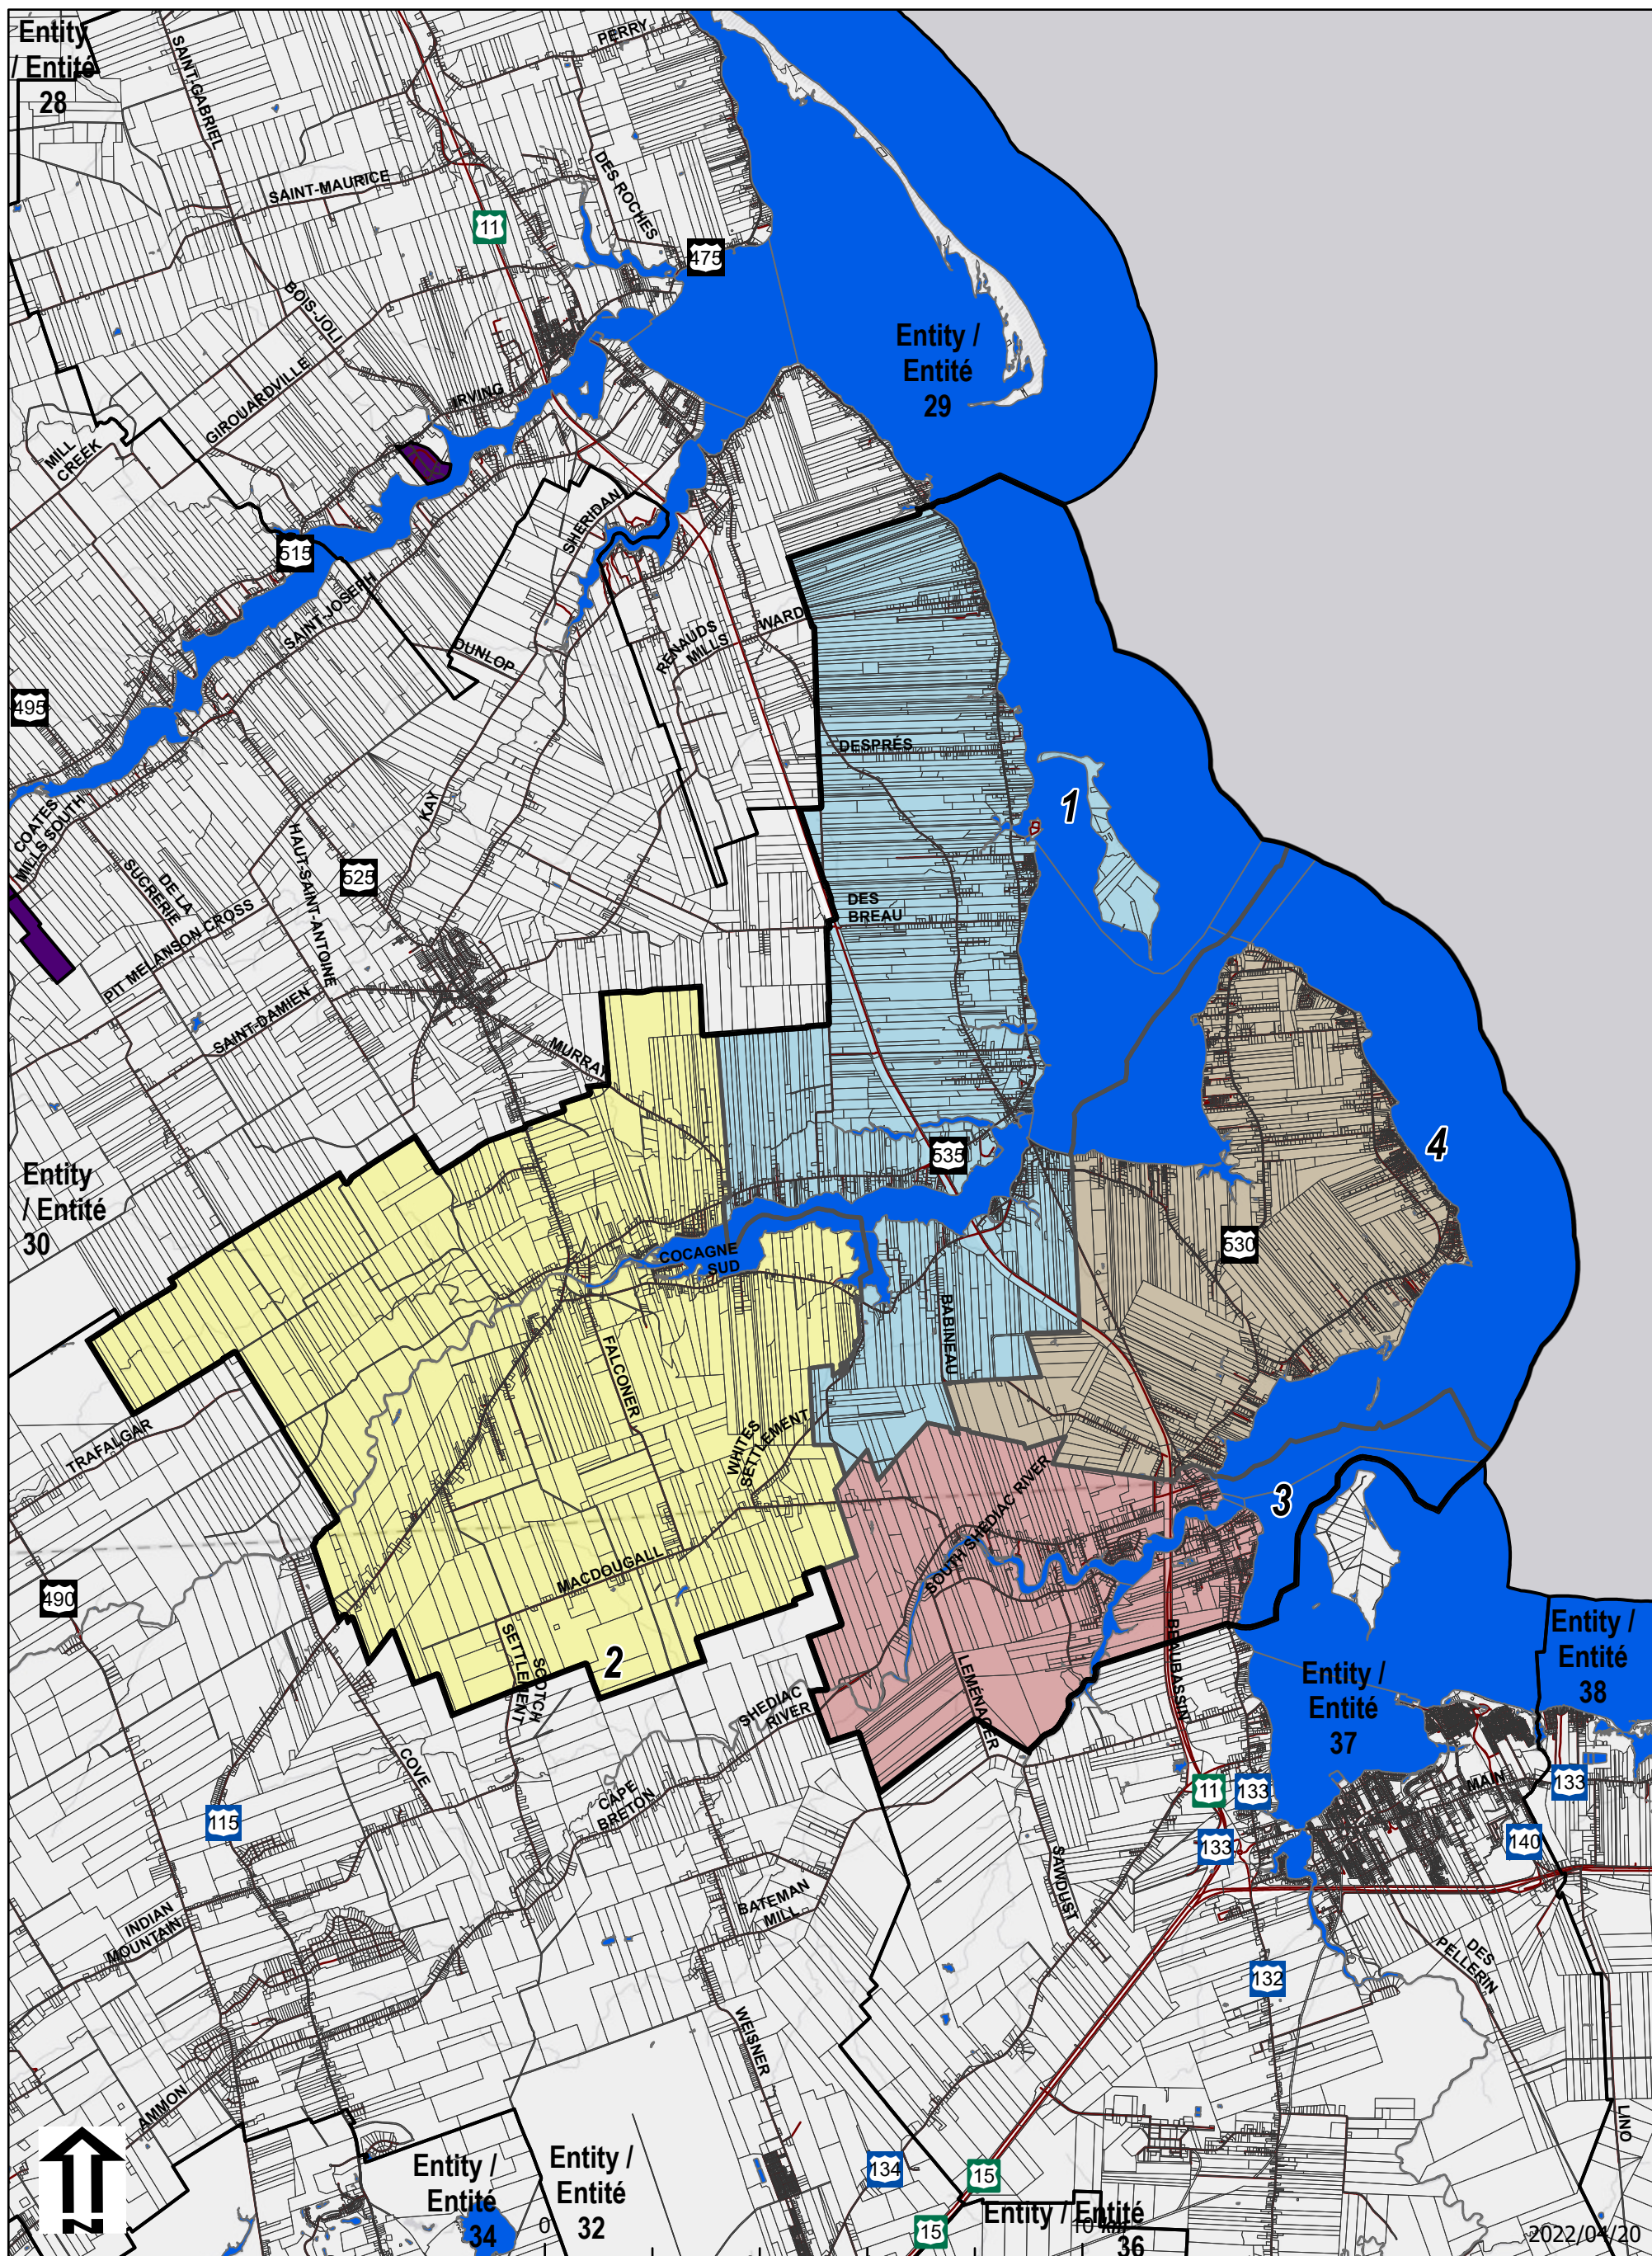 Entity
/ Entité
28
SAINT-GABRIEL
PERRY
SAINT-MAURICE
DES ROCHES
11
475
BOIS-JOLI
GIROUARDVILLE
IRVING
MILL
CREEK
Entity /
Entité
29
515
SHERIDAN
SAINT-JOSEPH
DUNLOP
RENAUDS
MILLS
WARD
495
DESPRÉS
1
KAY
COATES
MILLS SOUTH
HAUT-SAINT-ANTOINE
DE LA
SUCRERIE
525
DES
BREAU
PIT MELANSON CROSS
SAINT-DAMIEN
MURRAY
4
535
Entity
/ Entité
30
530
COCAGNE
SUD
BABINEAU
FALCONER
TRAFALGAR
WHITES
SETTLEMENT
SOUTH SHEDIAC RIVER
3
MACDOUGALL
490
BEAUBASSIN
Entity /
Entité
38
SCOTCH
SETTLEMENT
2
LEMÉNAGER
Entity /
Entité
37
SHEDIAC
RIVER
COVE
CAPE
BRETON
11
133
MAIN
133
115
133
140
SAWDUST
BATEMAN
MILL
INDIAN
MOUNTAIN
DES
PELLERIN
132
WEISNER
AMMON
LINO
N
Entity /
Entité
34
Entity /
Entité
32
134
15
15
Entity / Entité
36
0
10 km
2022/04/20